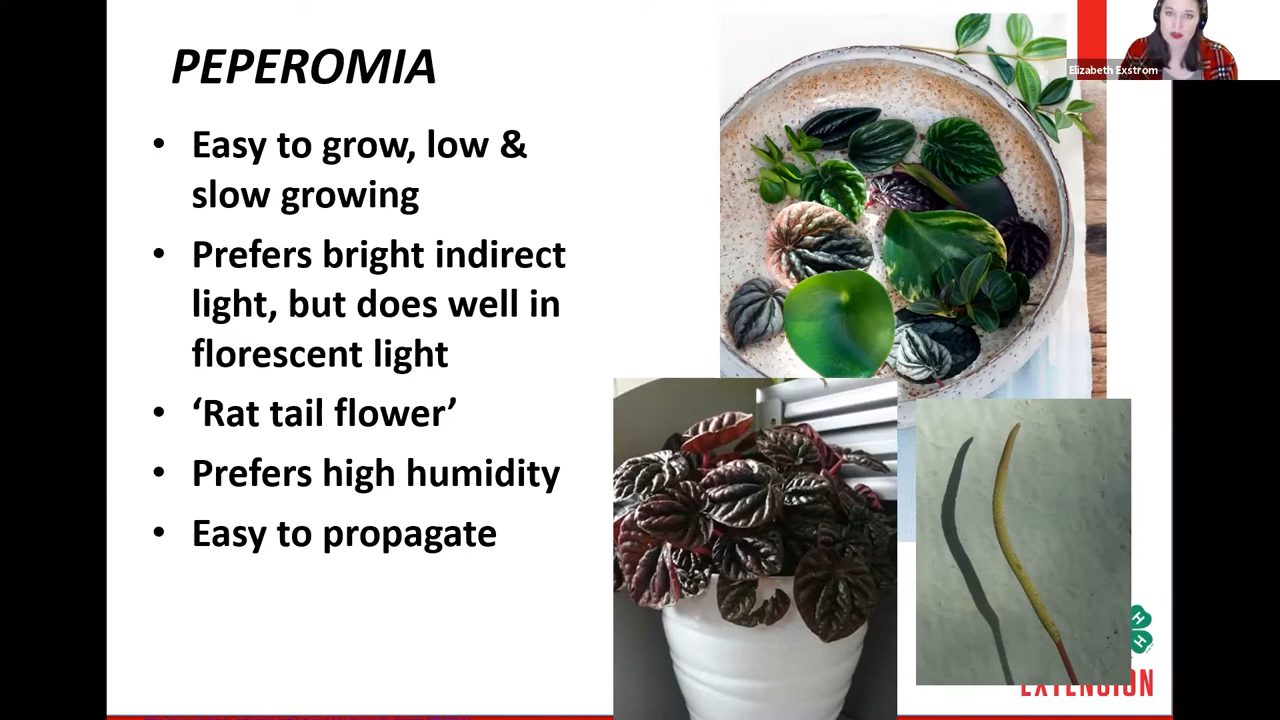 PEPEROMIA
Elizabeth Exstrom
• Easy to grow, low &
slow growing
• Prefers bright indirect
light, but does well in
florescent light
• ‘Rat tail flower’
• Prefers high humidity
• Easy to propagate
H
H
EXTENSION